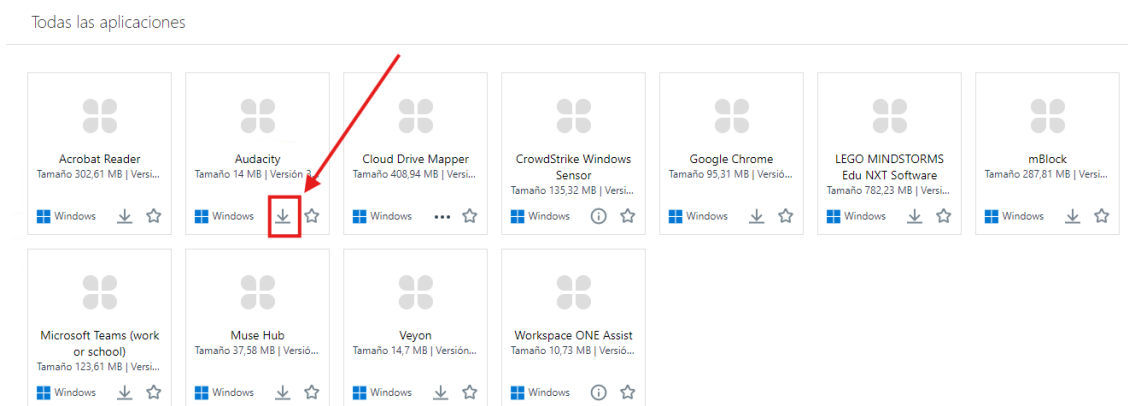 Todas las aplicaciones
Acrobat Reader
Tamaño 302,61 MB | Versi...
Windows
Audacity
Tamaño 14 MB | Versión 3...
Windows
Cloud Drive Mapper
Tamaño 408,94 MB | Versi...
Windows
CrowdStrike Windows
Sensor
Tamaño 135,32 MB | Versi...
Windows
Google Chrome
Tamaño 95,31 MB | Versió...
Windows
LEGO MINDSTORMS
Edu NXT Software
Tamaño 782,23 MB | Versi...
Windows
mBlock
Tamaño 287,81 MB | Versi...
Windows
Microsoft Teams (work
or school)
Tamaño 123,61 MB | Versi...
Windows
Muse Hub
Tamaño 37,58 MB | Versió...
Windows
Veyon
Tamaño 14,7 MB | Versión...
Windows
Workspace ONE Assist
Tamaño 10,73 MB | Versió...
Windows